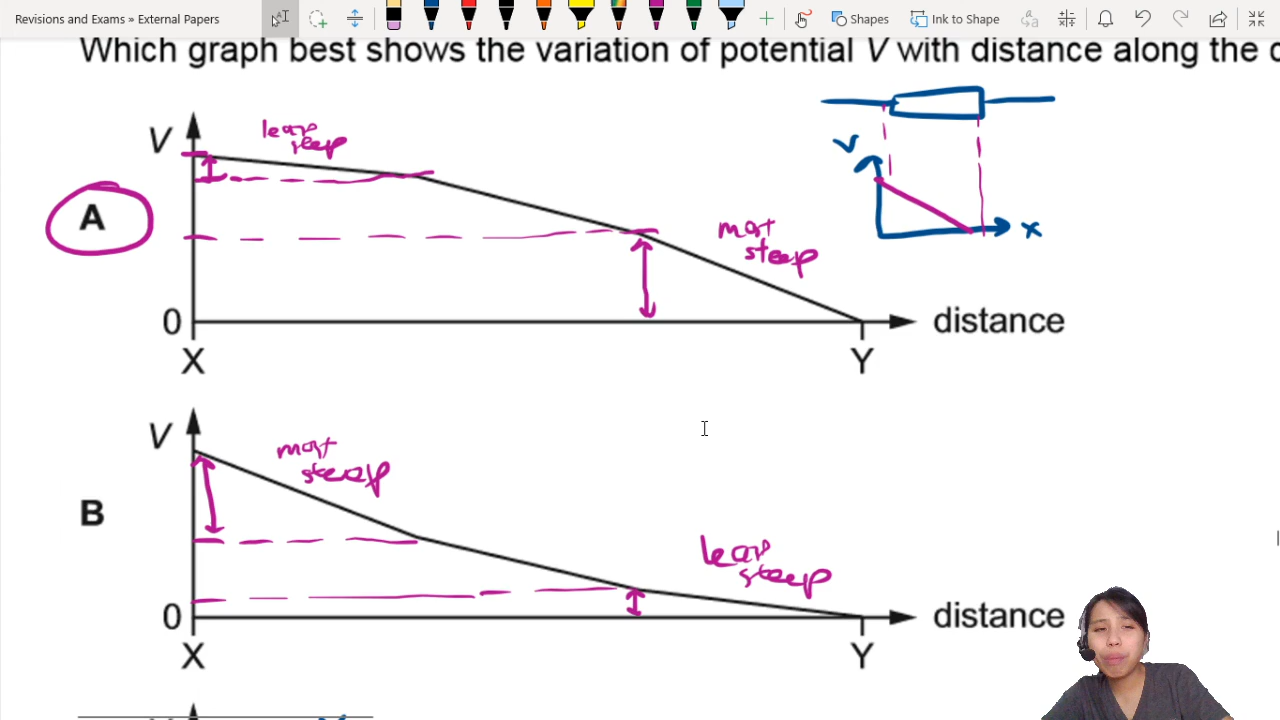 Revisions and Exams » External Papers
Shapes
Ink to Shape
Which graph best shows the variation of potential V with distance along the
V
least
steep
A
most
steep
0
distance
X
Y
V
x
V
most
steep
B
least
steep
0
distance
X
Y